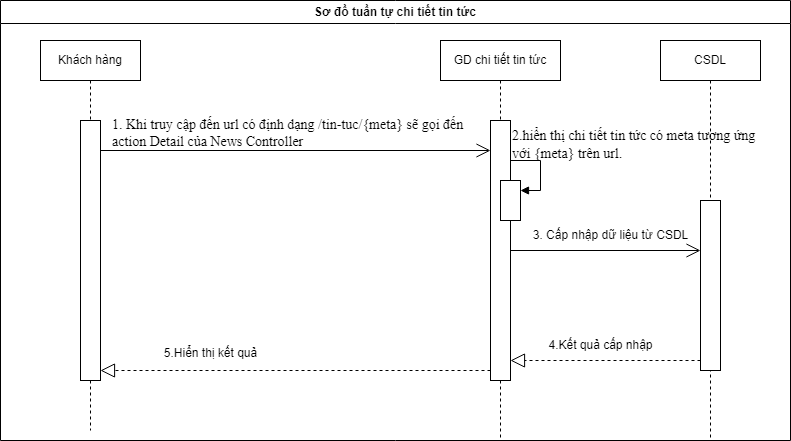 Sơ đồ tuần tự chi tiết tin tức
Khách hàng
GD chi tiết tin tức
CSDL
1. Khi truy cập đến url có định dạng /tin-tuc/{meta} sẽ gọi đến
action Detail của News Controller
2.hiển thị chi tiết tin tức có meta tương ứng
với {meta} trên url.
3. Cấp nhập dữ liệu từ CSDL
4.Kết quả cấp nhập
5.Hiển thị kết quả